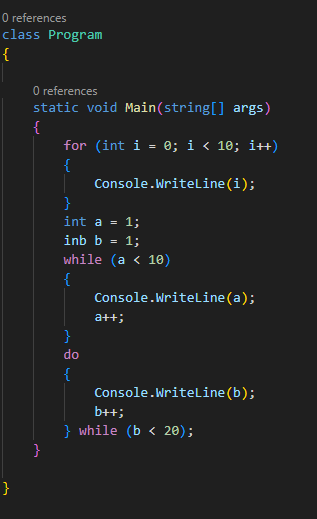 0 references
class Program
{
0 references
static void Main(string[] args)
{
for (int i = 0; i < 10; i++)
{
Console.WriteLine(i);
}
int a = 1;
inb b = 1;
while (a < 10)
{
Console.WriteLine(a);
a++;
}
do
{
Console.WriteLine(b);
b++;
} while (b < 20);
}
}